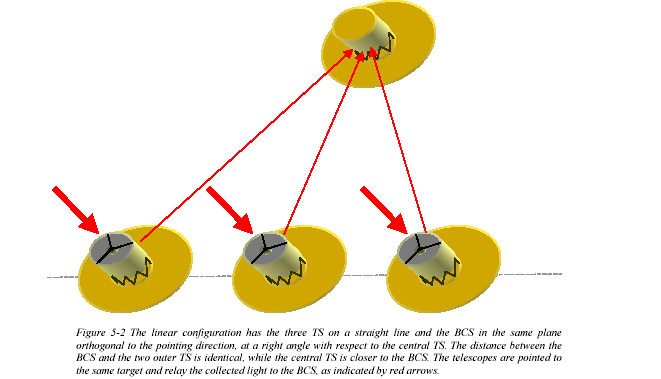 Figure 5-2 The linear configuration has the three TS on a straight line and the BCS in the same plane
orthogonal to the pointing direction, at a right angle with respect to the central TS. The distance between the
BCS and the two outer TS is identical, while the central TS is closer to the BCS. The telescopes are pointed to
the same target and relay the collected light to the BCS, as indicated by red arrows.